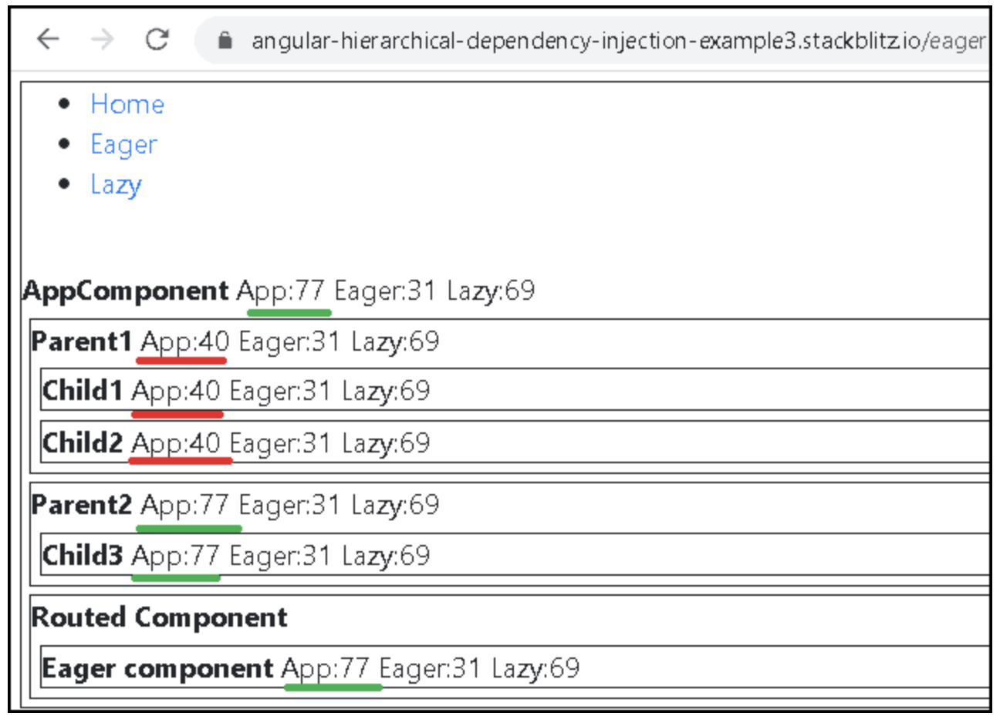 angular-hierarchical-dependency-injection-example3.stackblitz.io/eager
Home
Eager
Lazy
AppComponent App:77 Eager:31 Lazy:69
Parent1 App:40 Eager:31 Lazy:69
Child1 App:40 Eager:31 Lazy:69
Child2 App:40 Eager:31 Lazy:69
Parent2 App:77 Eager:31 Lazy:69
Child3 App:77 Eager:31 Lazy:69
Routed Component
Eager component App:77 Eager:31 Lazy:69